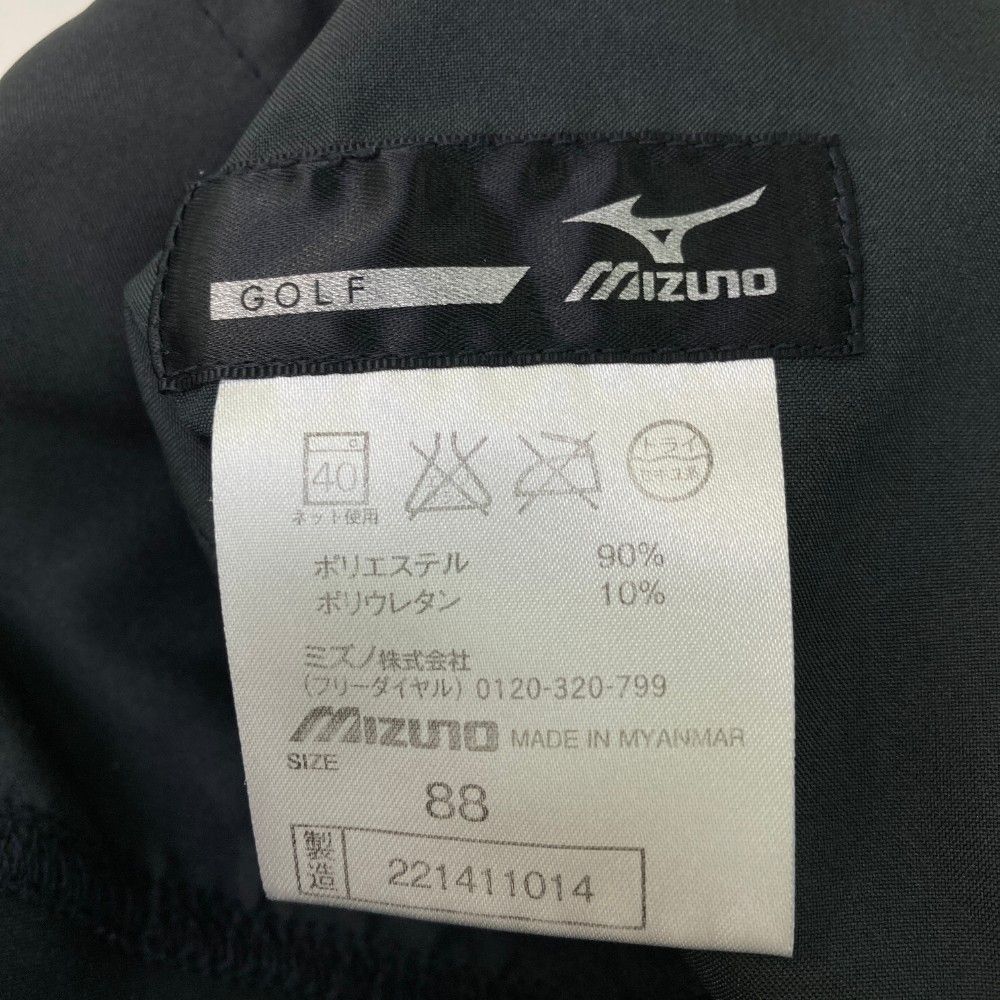 GOLF
MIZUNO
C
40
ネット使用
トライ
ポリエステル 90%
ポリウレタン 10%
ミズノ株式会社
(フリーダイヤル) 0120-320-799
MIZUNO MADE IN MYANMAR
SIZE
88
製造 221411014